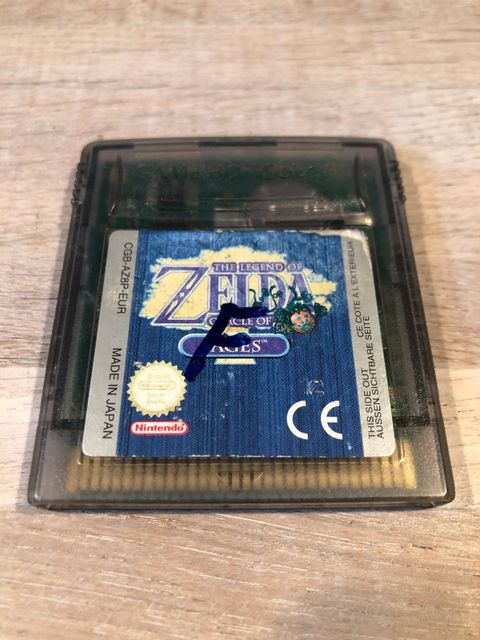 GAME BOY COLOR
CGB-AZ8P-EUR
MADE IN JAPAN
THE LEGEND OF
ZELDA
ORACLE OF
AGES™
F
Nintendo
CE
THIS SIDE OUT
CE COTE A L'EXTERIEUR
AUSSEN SICHTBARE SEITE